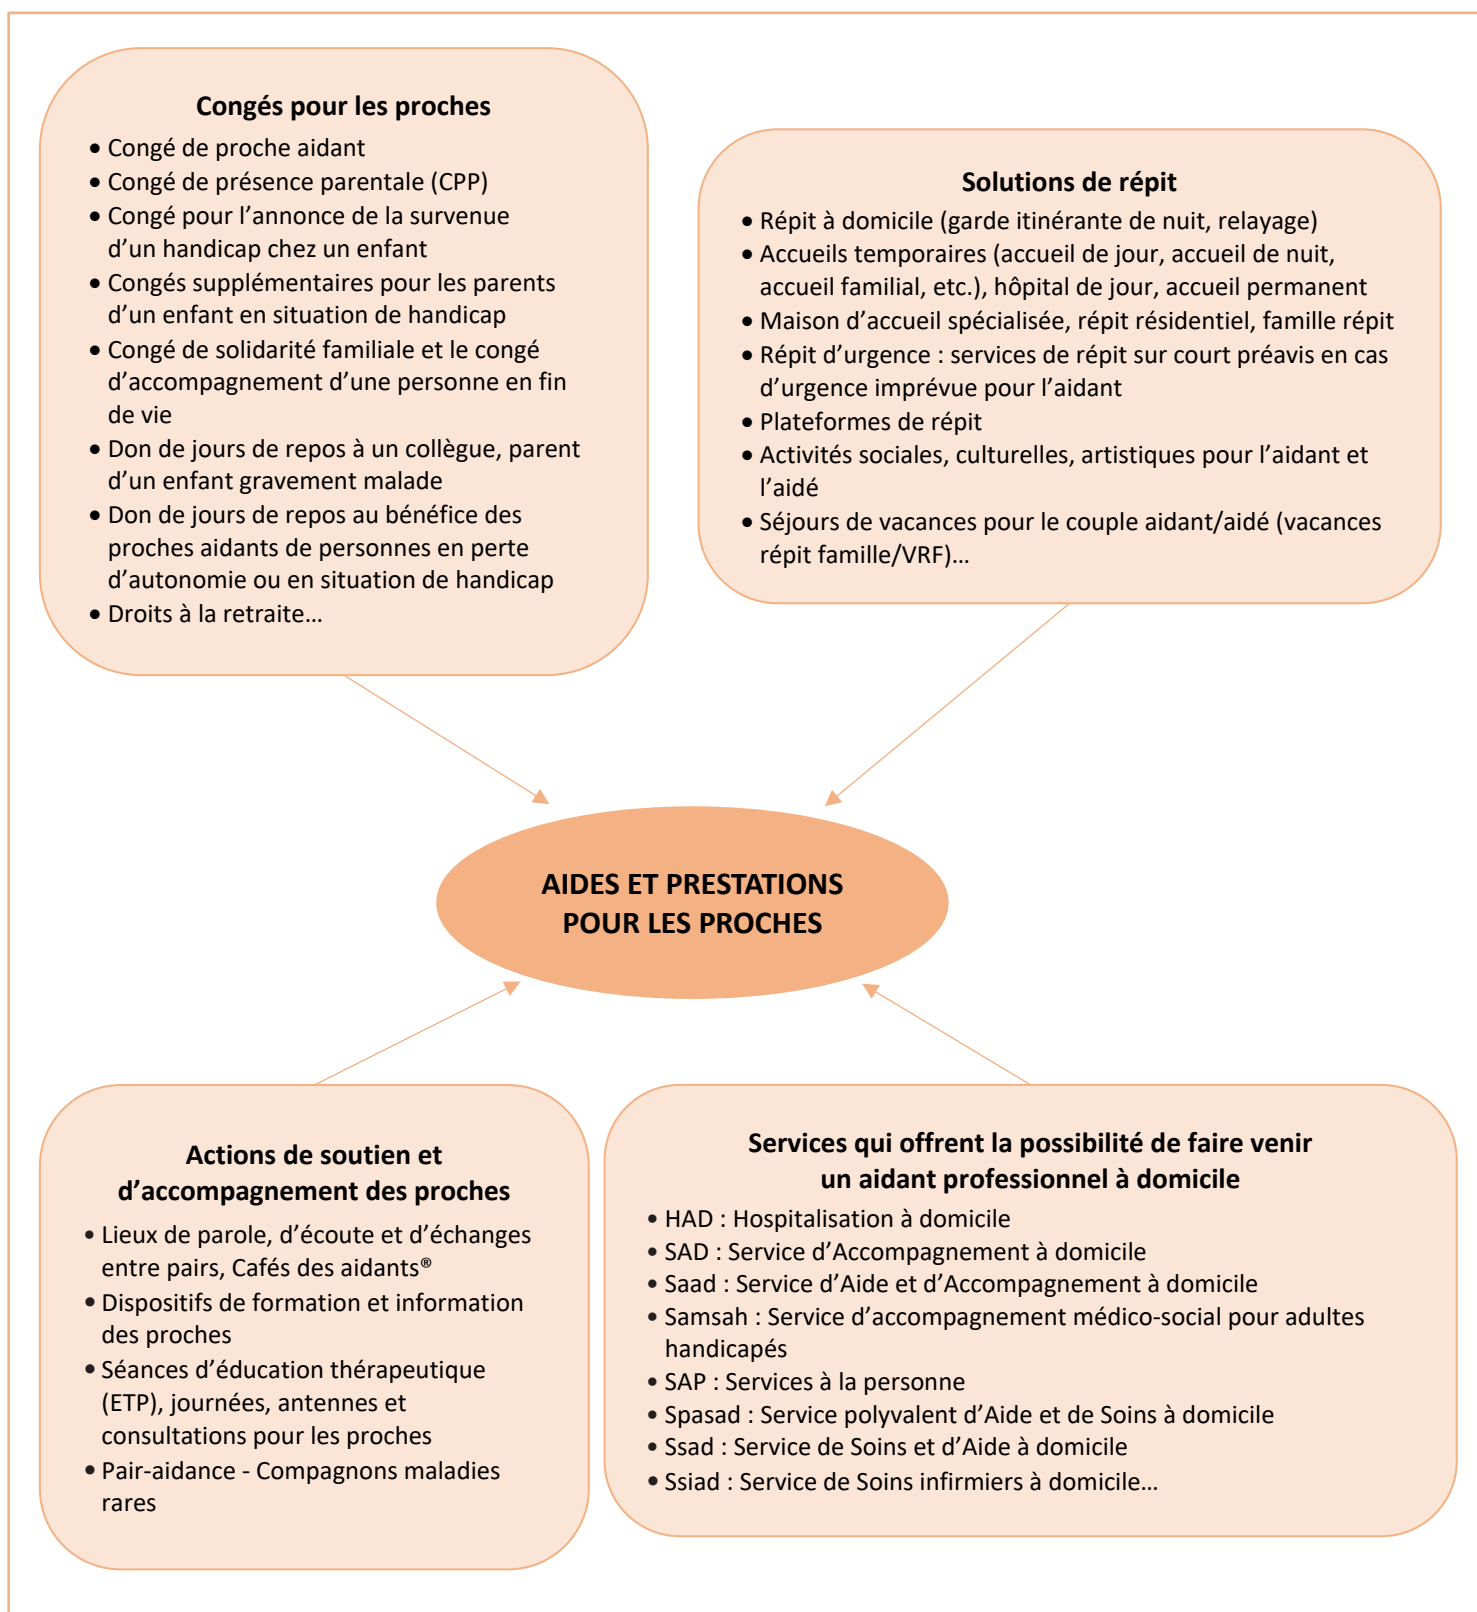 Congés pour les proches
• Congé de proche aidant
• Congé de présence parentale (CPP)
• Congé pour l’annonce de la survenue
d’un handicap chez un enfant
• Congés supplémentaires pour les parents
d’un enfant en situation de handicap
• Congé de solidarité familiale et le congé
d’accompagnement d’une personne en fin
de vie
• Don de jours de repos à un collègue, parent
d’un enfant gravement malade
• Don de jours de repos au bénéfice des
proches aidants de personnes en perte
d’autonomie ou en situation de handicap
• Droits à la retraite…
Solutions de répit
• Répit à domicile (garde itinérante de nuit, relayage)
• Accueils temporaires (accueil de jour, accueil de nuit,
accueil familial, etc.), hôpital de jour, accueil permanent
• Maison d’accueil spécialisée, répit résidentiel, famille répit
• Répit d’urgence : services de répit sur court préavis en cas
d’urgence imprévue pour l’aidant
• Plateformes de répit
• Activités sociales, culturelles, artistiques pour l’aidant et
l’aidé
• Séjours de vacances pour le couple aidant/aidé (vacances
répit famille/VRF)…
AIDES ET PRESTATIONS
POUR LES PROCHES
Actions de soutien et
d’accompagnement des proches
• Lieux de parole, d’écoute et d’échanges
entre pairs, Cafés des aidants®
• Dispositifs de formation et information
des proches
• Séances d’éducation thérapeutique
(ETP), journées, antennes et
consultations pour les proches
• Pair-aidance - Compagnons maladies
rares
Services qui offrent la possibilité de faire venir
un aidant professionnel à domicile
• HAD : Hospitalisation à domicile
• SAD : Service d’Accompagnement à domicile
• Saad : Service d’Aide et d’Accompagnement à domicile
• Samsah : Service d’accompagnement médico-social pour adultes
handicapés
• SAP : Services à la personne
• Spasad : Service polyvalent d’Aide et de Soins à domicile
• Ssad : Service de Soins et d’Aide à domicile
• Ssiad : Service de Soins infirmiers à domicile…